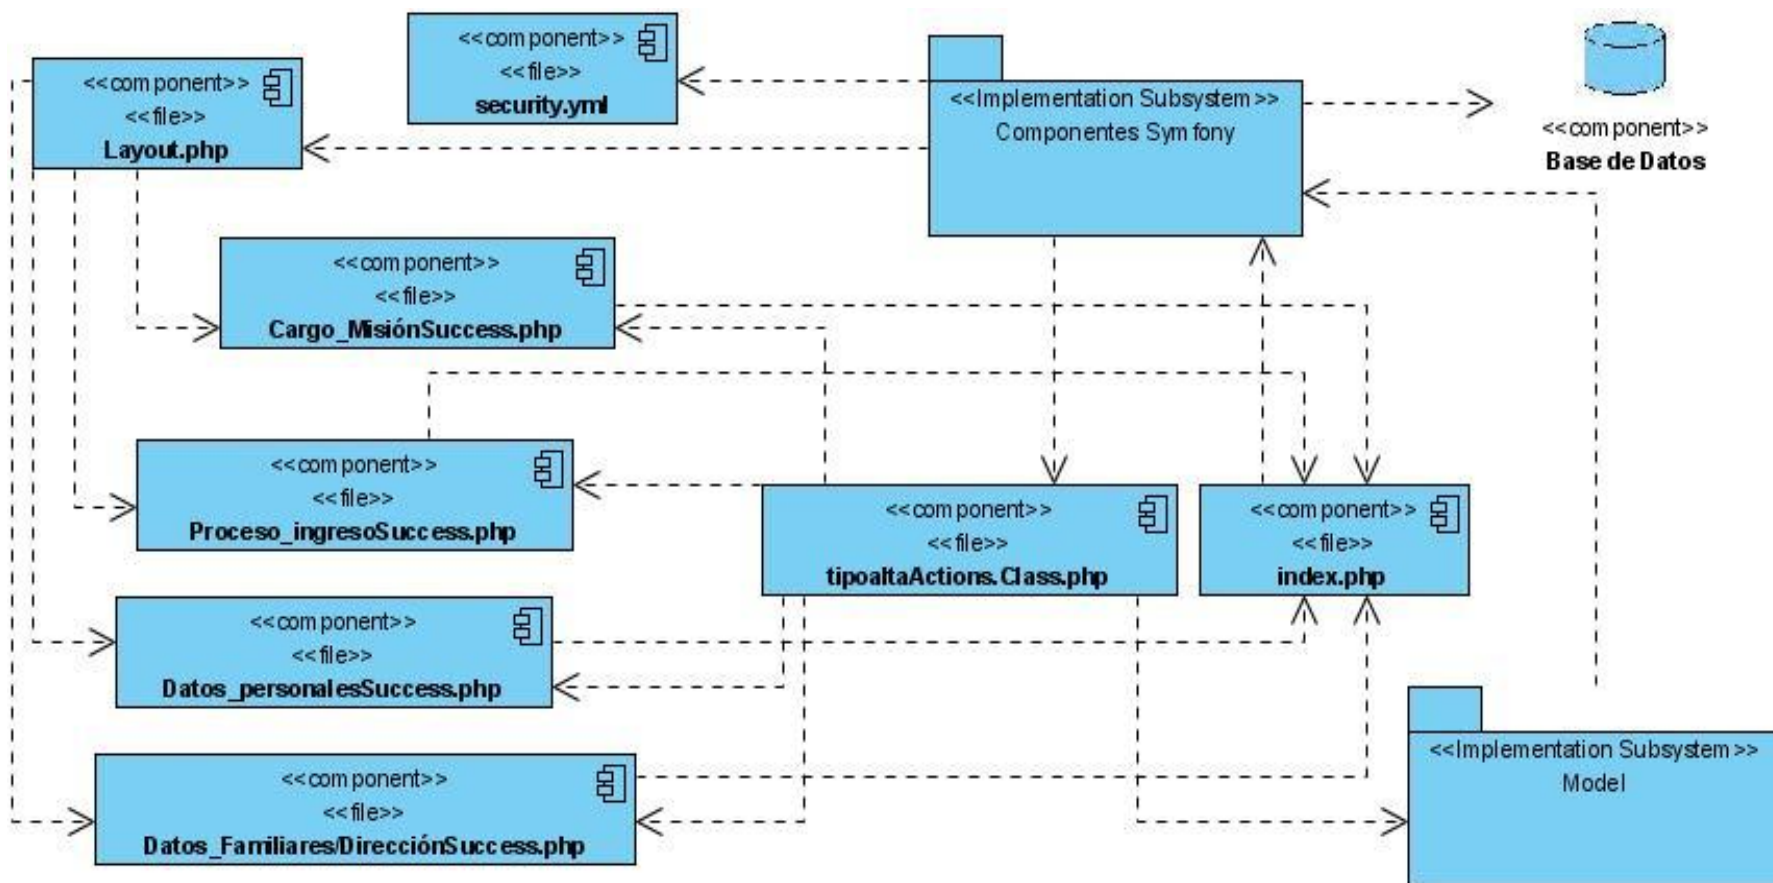 <<component>>
<<file>>
security.yml
<<component>>
<<file>>
Layout.php
<<Implementation Subsystem>>
Componentes Symfony
<<component>>
Base de Datos
<<component>>
<<file>>
Cargo_MisiónSuccess.php
<<component>>
<<file>>
Proceso_ingresoSuccess.php
<<component>>
<<file>>
tipoaltaActions.Class.php
<<component>>
<<file>>
index.php
<<component>>
<<file>>
Datos_personalesSuccess.php
<<Implementation Subsystem>>
Model
<<component>>
<<file>>
Datos_Familiares/DirecciónSuccess.php